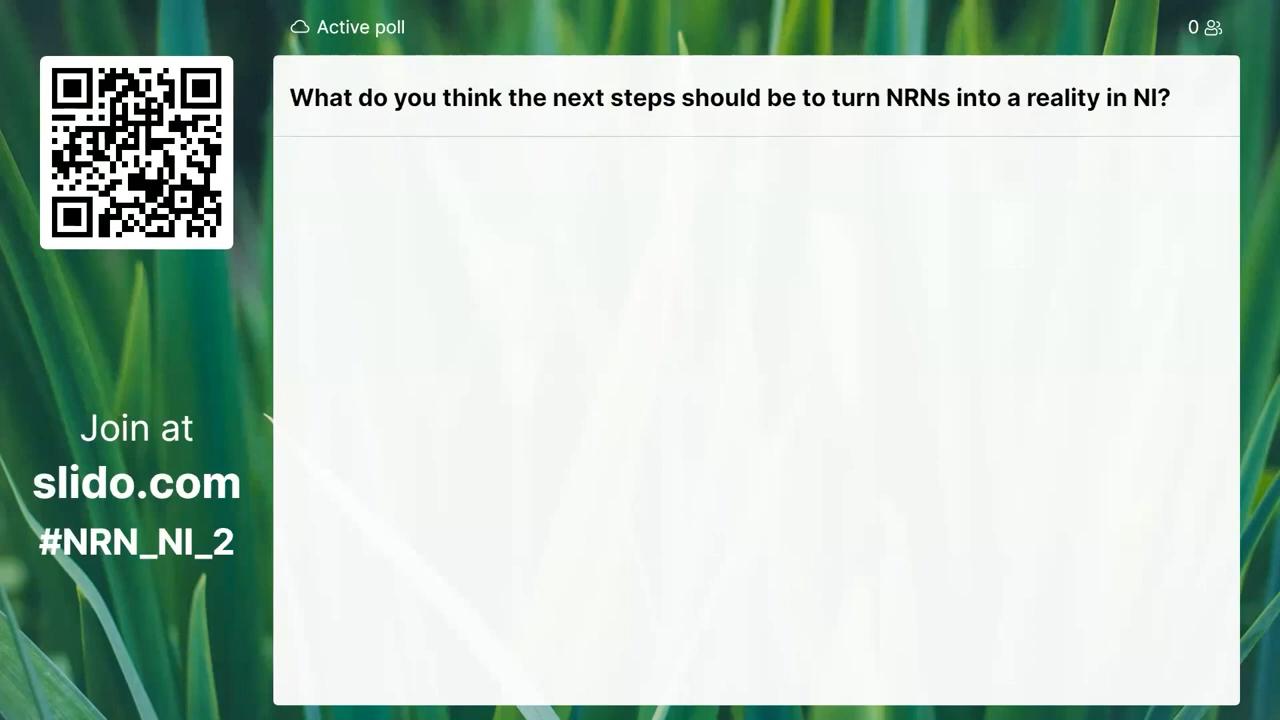 Active poll
0
What do you think the next steps should be to turn NRNs into a reality in NI?
Join at
slido.com
#NRN_NI_2